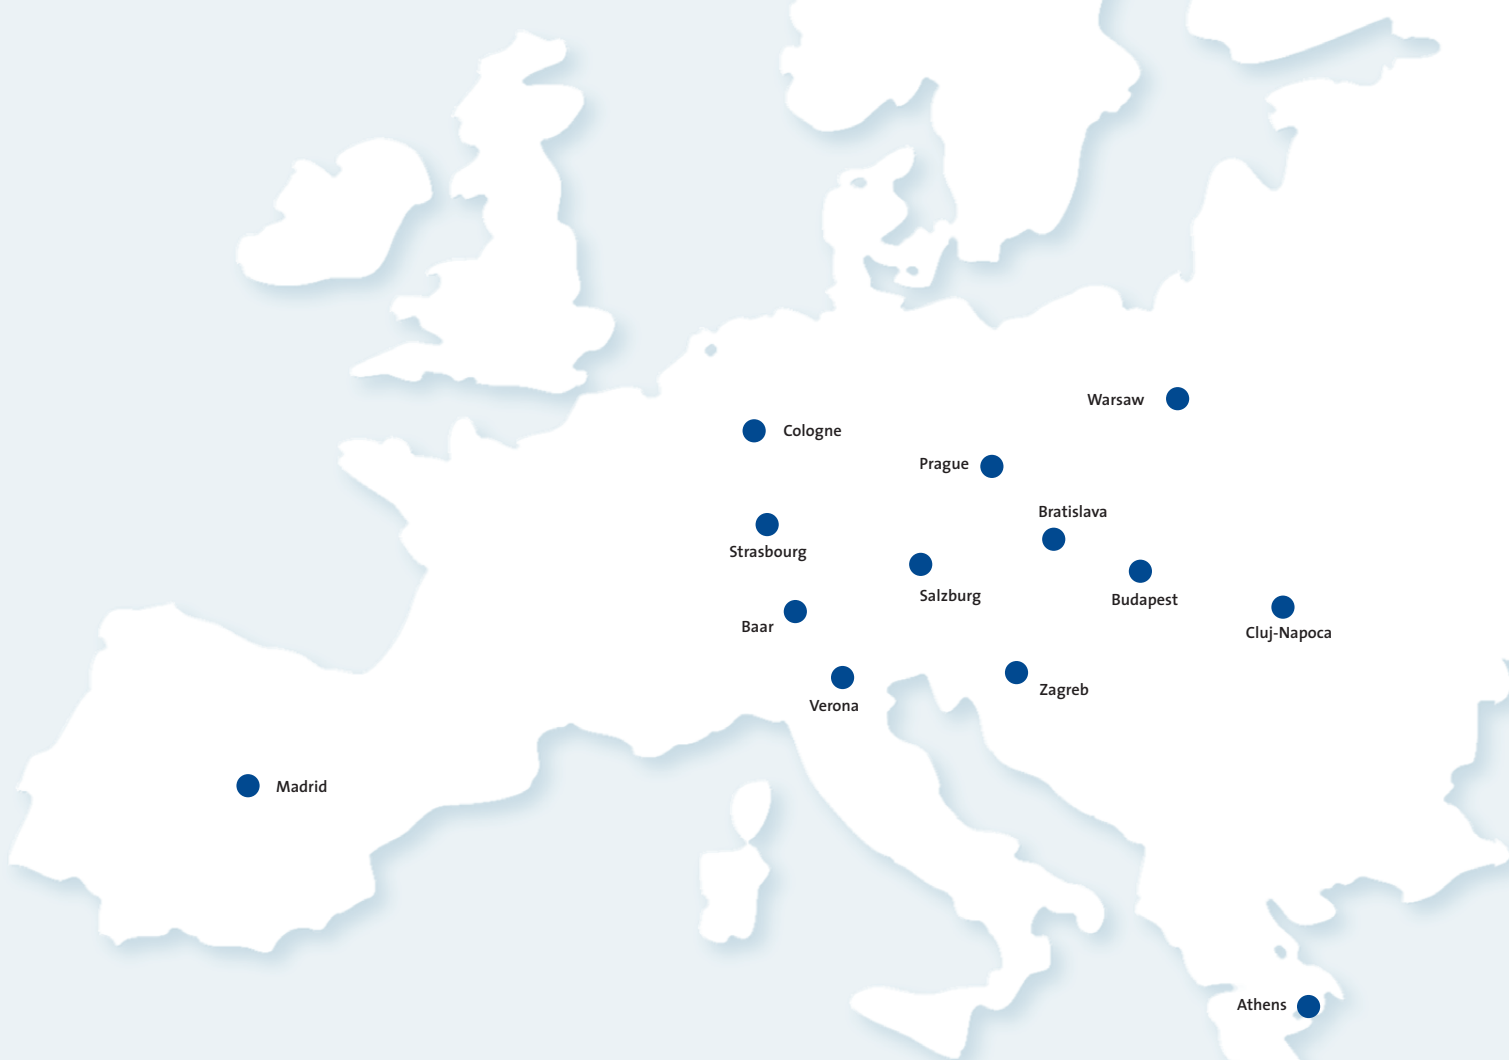 Warsaw
Cologne
Prague
Bratislava
Strasbourg
Salzburg
Budapest
Baar
Cluj-Napoca
Zagreb
Verona
Madrid
Athens